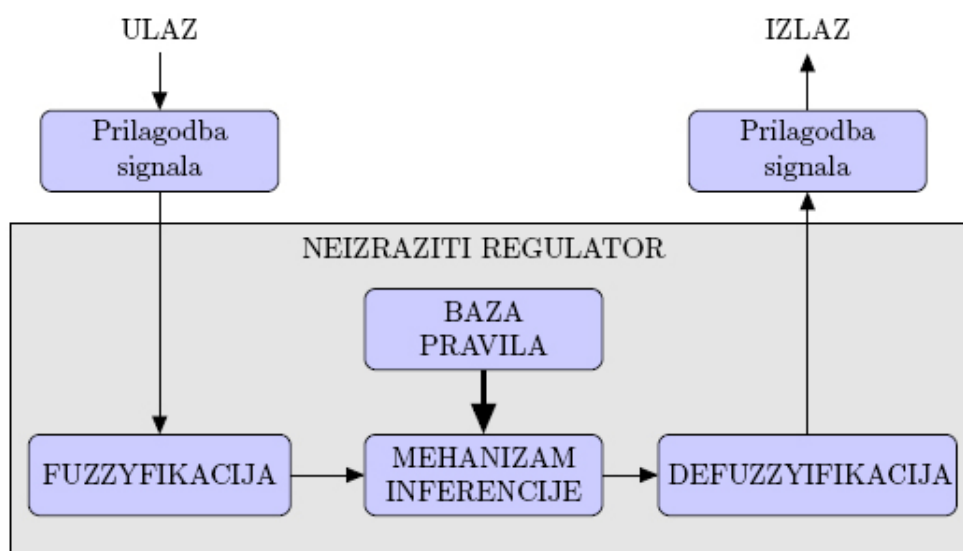 ULAZ
IZLAZ
Prilagodba
signala
Prilagodba
signala
NEIZRAZITI REGULATOR
BAZA
PRAVILA
FUZZYFIKACIJA
MEHANIZAM
INFERENCIJE
DEFUZZYIFIKACIJA